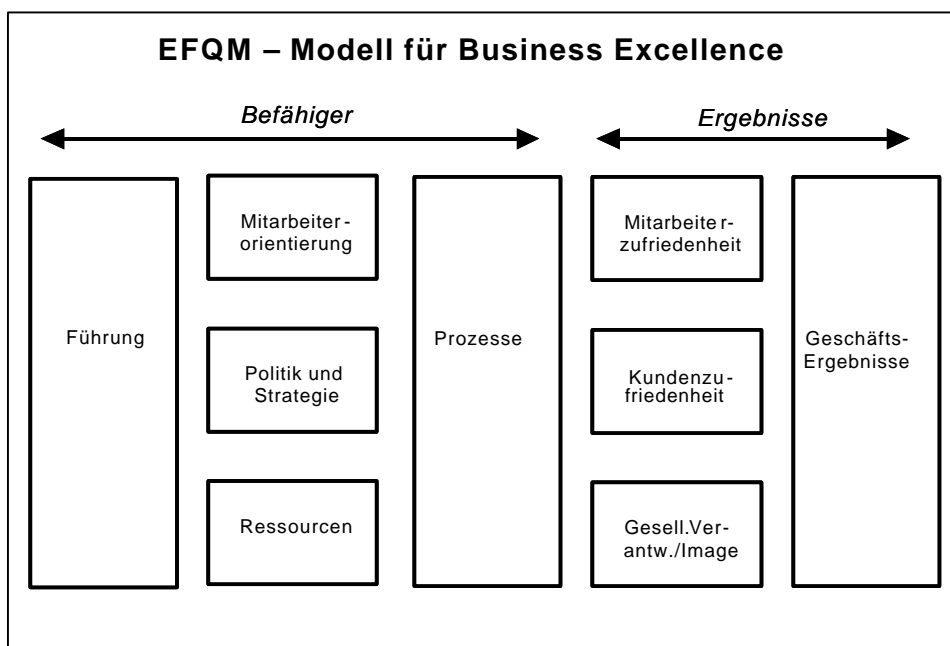 EFQM – Modell für Business Excellence
Befähiger
Ergebnisse
Führung
Mitarbeiter-
orientierung
Politik und
Strategie
Ressourcen
Prozesse
Mitarbeiter-
zufriedenheit
Kundenzu-
friedenheit
Gesell.Ver-
antw./Image
Geschäfts-
Ergebnisse